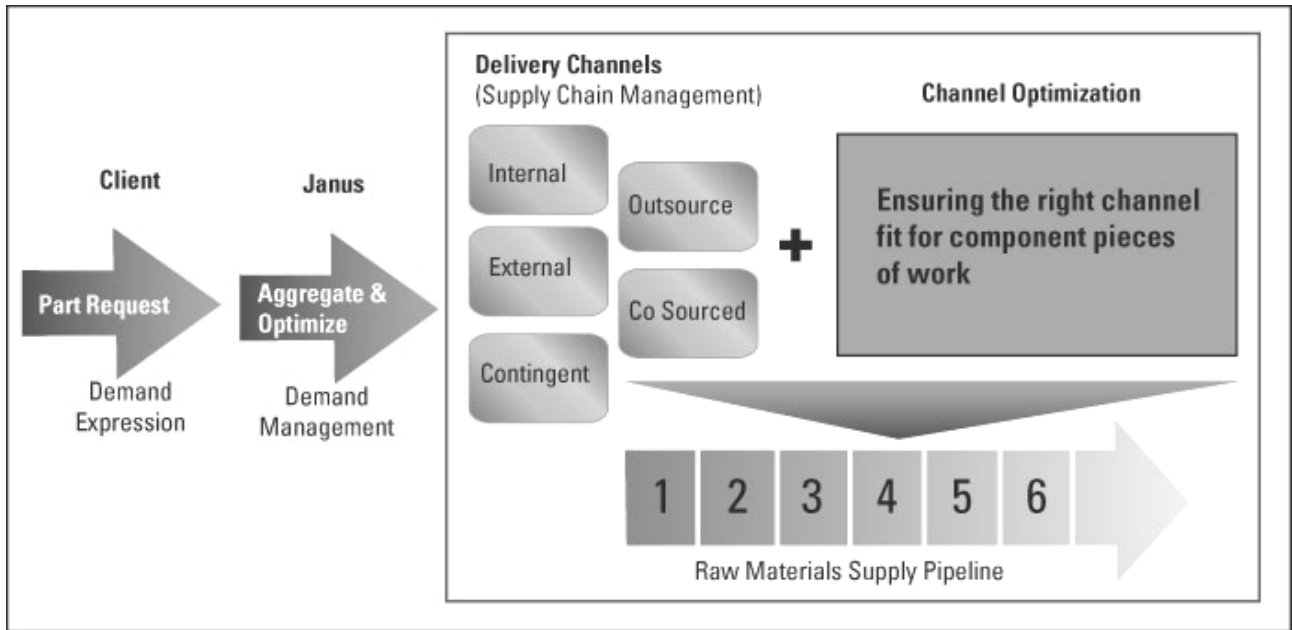 Client
Part Request
Demand
Expression
Janus
Aggregate &
Optimize
Demand
Management
Delivery Channels
(Supply Chain Management)
Internal
External
Contingent
Outsource
Co Sourced
+
Channel Optimization
Ensuring the right channel
fit for component pieces
of work
1 2 3 4 5 6
Raw Materials Supply Pipeline